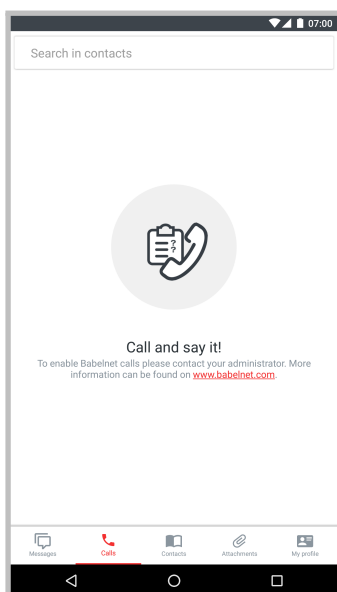 07:00
Search in contacts
? ?
Call and say it!
To enable Babelnet calls please contact your administrator. More
information can be found on www.babelnet.com.
Messages Calls Contacts Attachments My profile